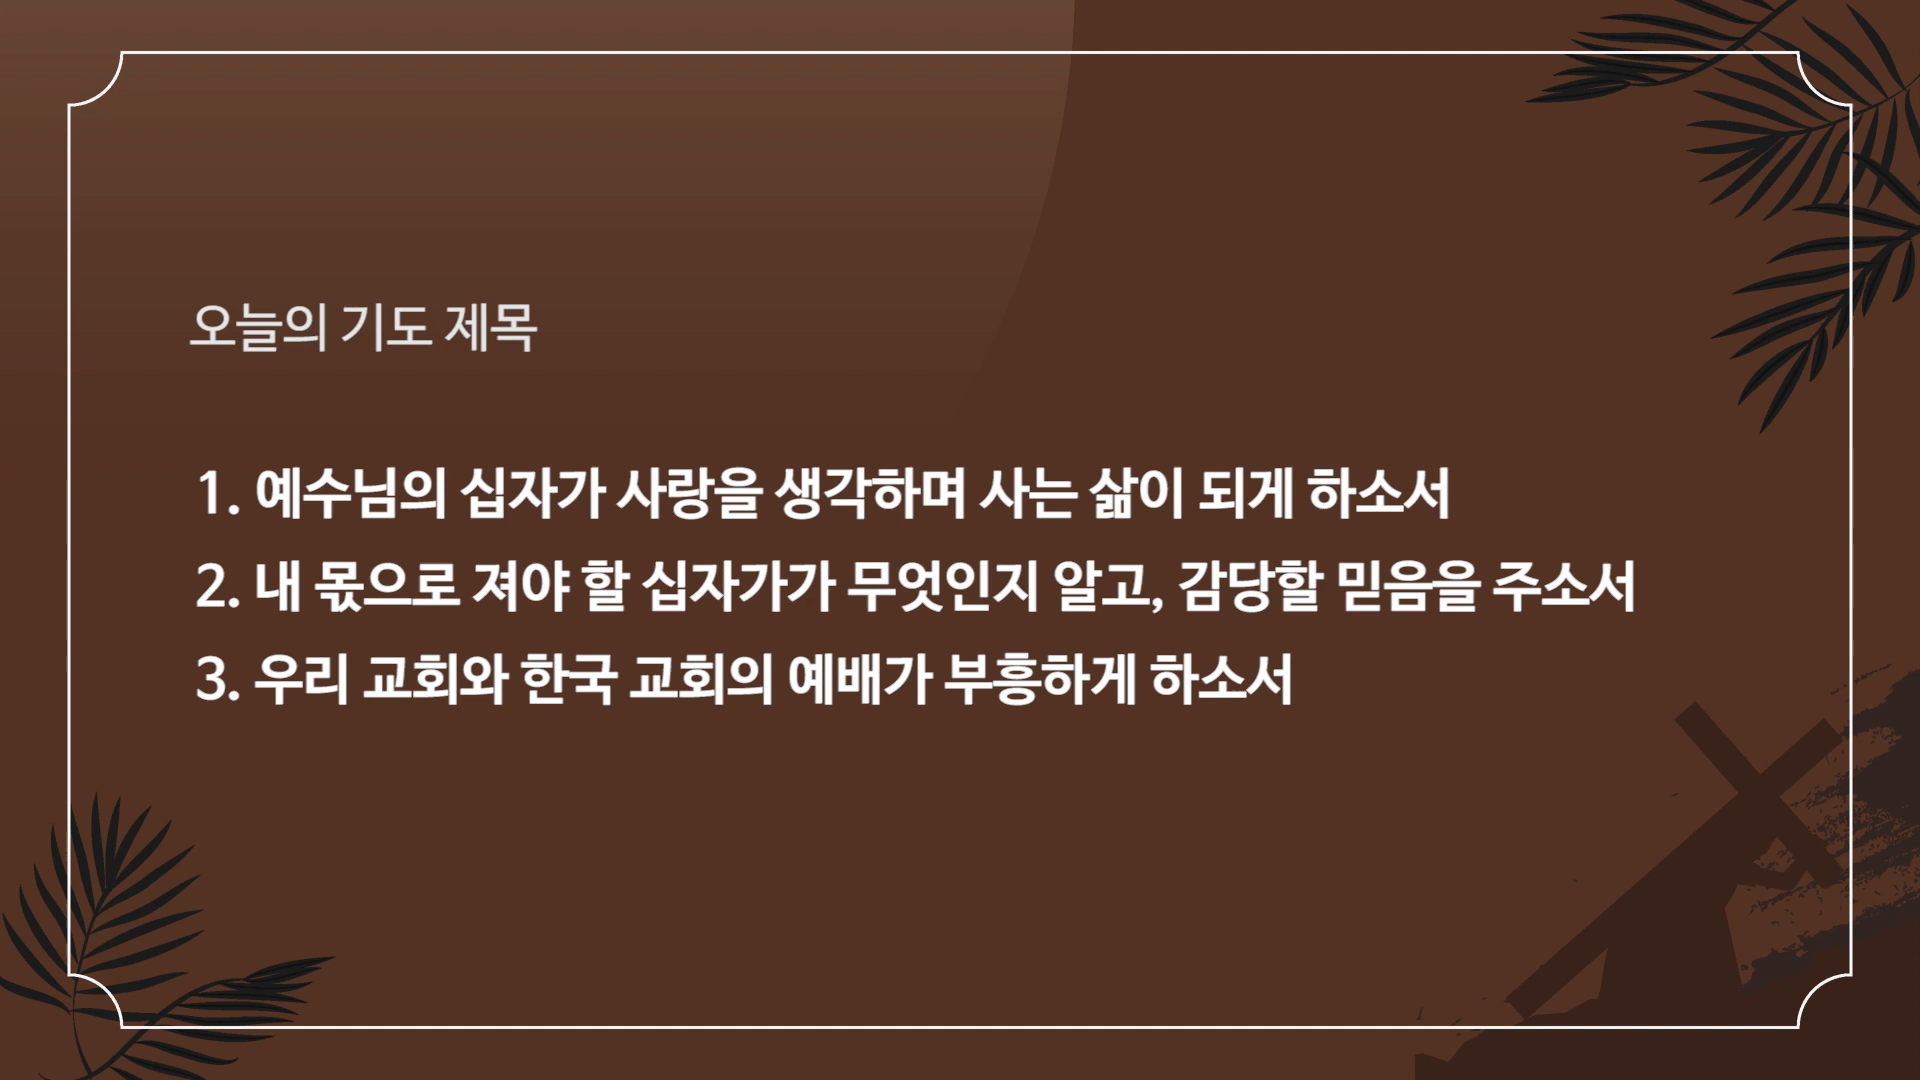 오늘의 기도 제목
1. 예수님의 십자가 사랑을 생각하며 사는 삶이 되게 하소서
2. 내 몫으로 져야 할 십자가가 무엇인지 알고, 감당할 믿음을 주소서
3. 우리 교회와 한국 교회의 예배가 부흥하게 하소서